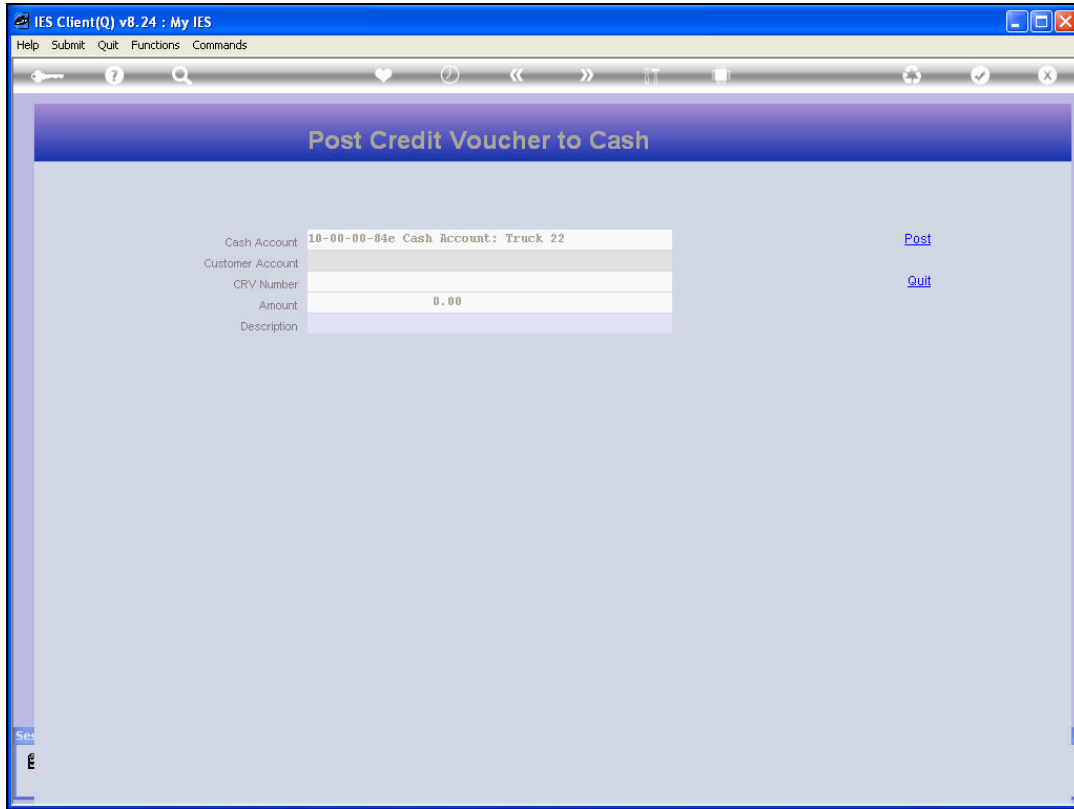 IES Client(Q) v8.24 : My IES
Help Submit Quit Functions Commands
Post Credit Voucher to Cash
Cash Account 10-00-00-84e Cash Account: Truck 22 Post
Customer Account
CRV Number Quit
Amount 0.00
Description
Ses